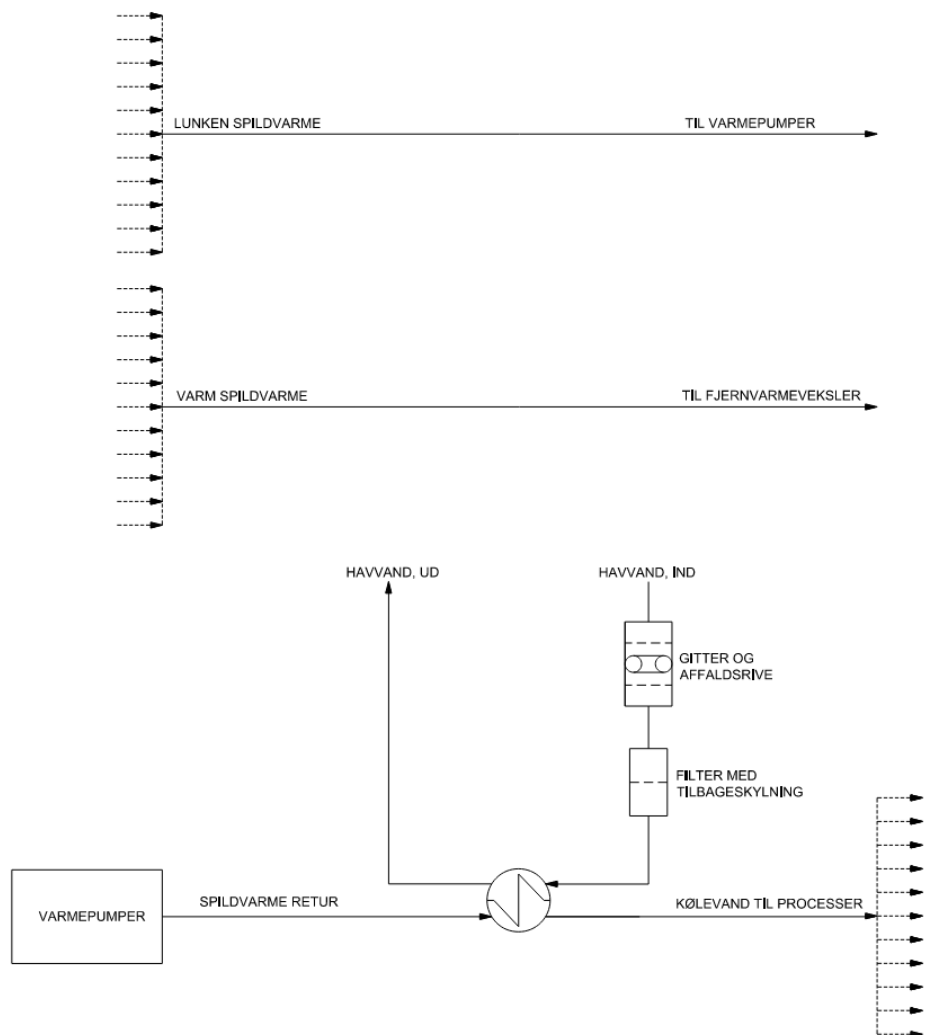 LUNKEN SPILDVARME
TIL VARMEPUMPER
VARM SPILDVARME
TIL FJERNVARMEVEKSLER
HAVVAND, UD
HAVVAND, IND
GITTER OG
AFFALDSRIVE
FILTER MED
TILBAGESKYLNING
VARMEPUMPER
SPILDVARME RETUR
KØLEVAND TIL PROCESSER